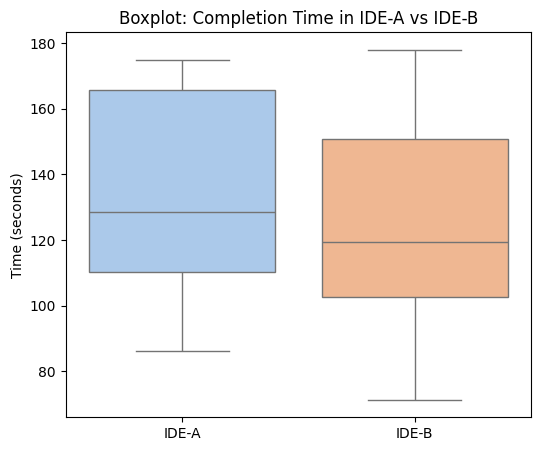 Boxplot: Completion Time in IDE-A vs IDE-B
Time (seconds)
180
160
140
120
100
80
IDE-A
IDE-B